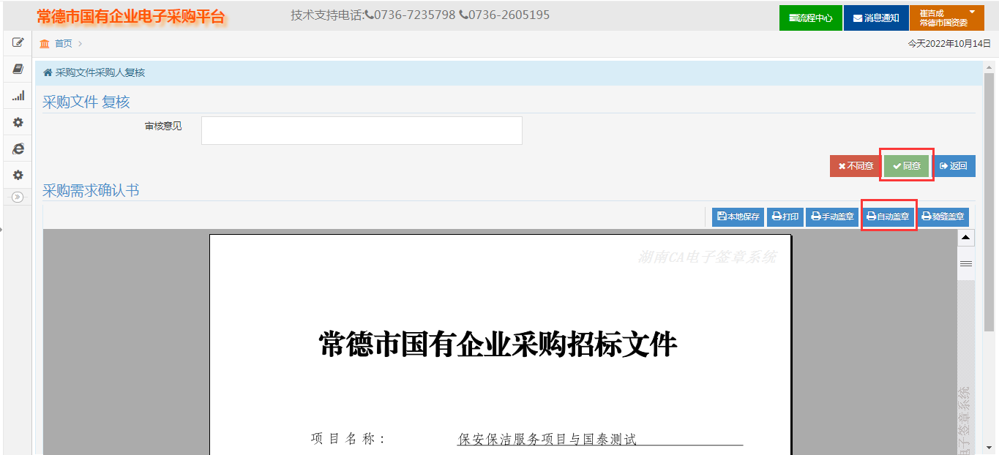 常德市国有企业电子采购平台
技术支持电话:0736-7235798 0736-2605195
流程中心
消息通知
崔吉成
常德市国资委
首页
今天2022年10月14日
采购文件采购人复核
采购文件 复核
审核意见
不同意
同意
返回
采购需求确认书
本地保存
打印
手动盖章
自动盖章
骑缝盖章
湖南CA电子签章系统
常德市国有企业采购招标文件
项目名称： 保安保洁服务项目与国泰测试
电子签章系统